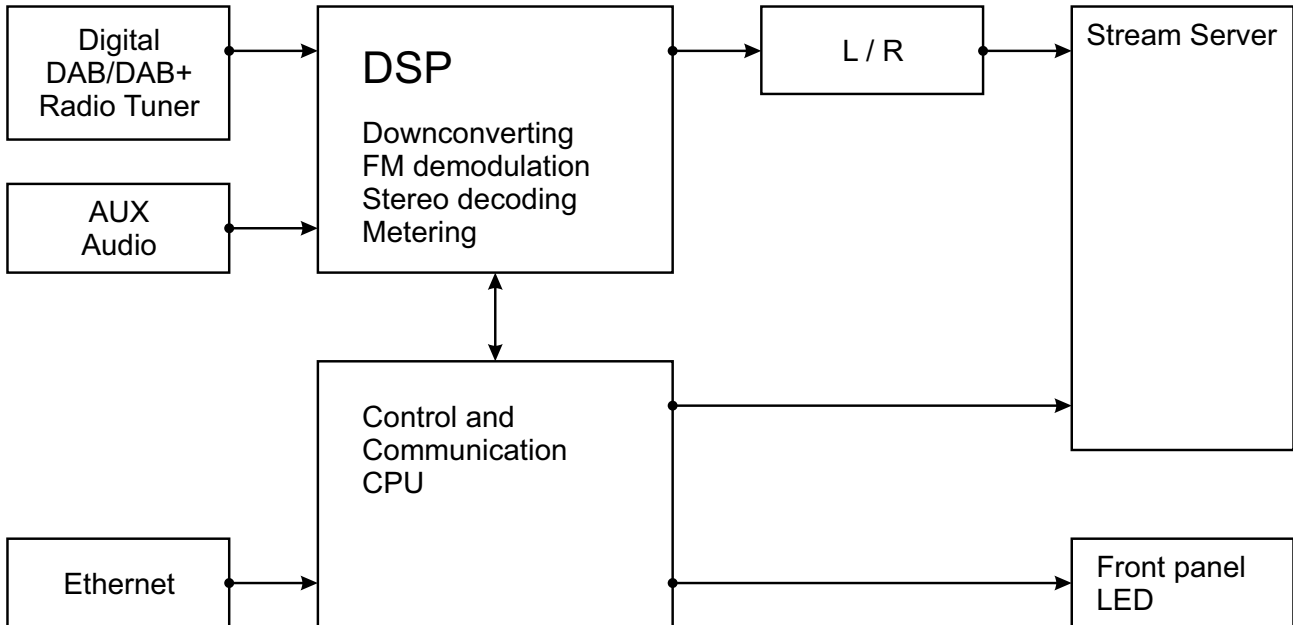 Digital
DAB/DAB+
Radio Tuner
DSP
Downconverting
FM demodulation
Stereo decoding
Metering
L / R
Stream Server
AUX
Audio
Control and
Communication
CPU
Ethernet
Front panel
LED